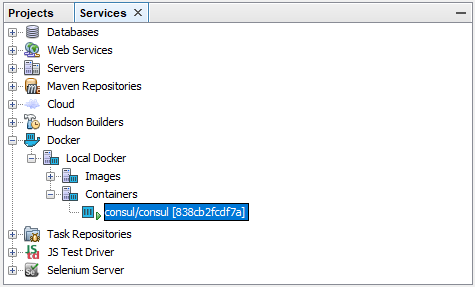 Projects Services
Databases
Web Services
Servers
Maven Repositories
Cloud
Hudson Builders
Docker
Local Docker
Images
Containers
consul/consul [838cb2fcdf7a]
Task Repositories
JS Test Driver
Selenium Server